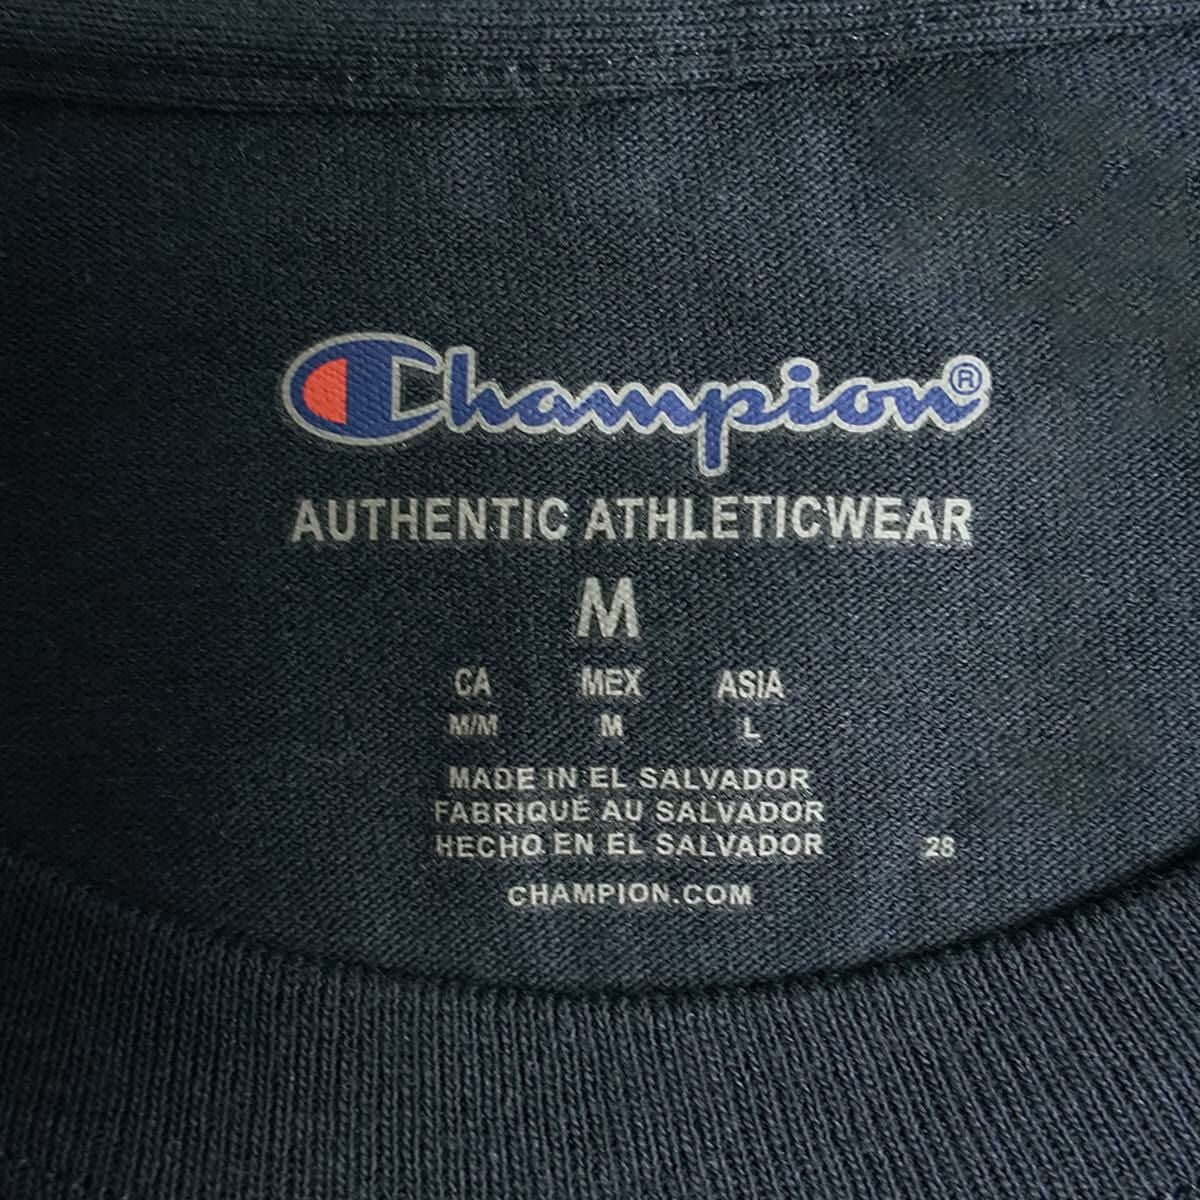 Champion®
AUTHENTIC ATHLETICWEAR
M
CA MEX ASIA
M/M M L
MADE IN EL SALVADOR
FABRIQUÉ AU SALVADOR
HECHO EN EL SALVADOR 28
CHAMPION.COM